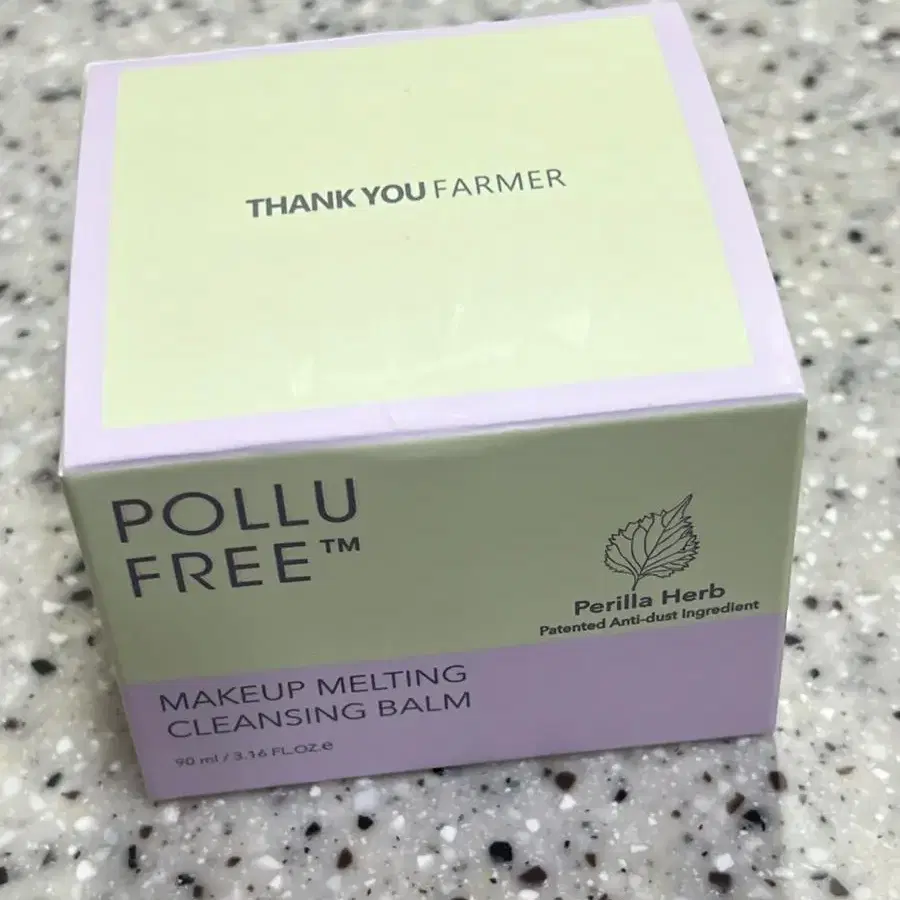 THANK YOU FARMER
POLLU
FREE™
Perilla Herb
Patented Anti-dust Ingredient
MAKEUP MELTING
CLEANSING BALM
90 ml / 3.16 FL.OZ.e